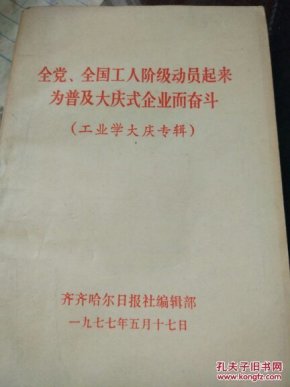 全党、全国工人阶级动员起来
为普及大庆式企业而奋斗
(工业学大庆专辑)
齐齐哈尔日报社编辑部
一九七七年五月十七日
孔夫子旧书网